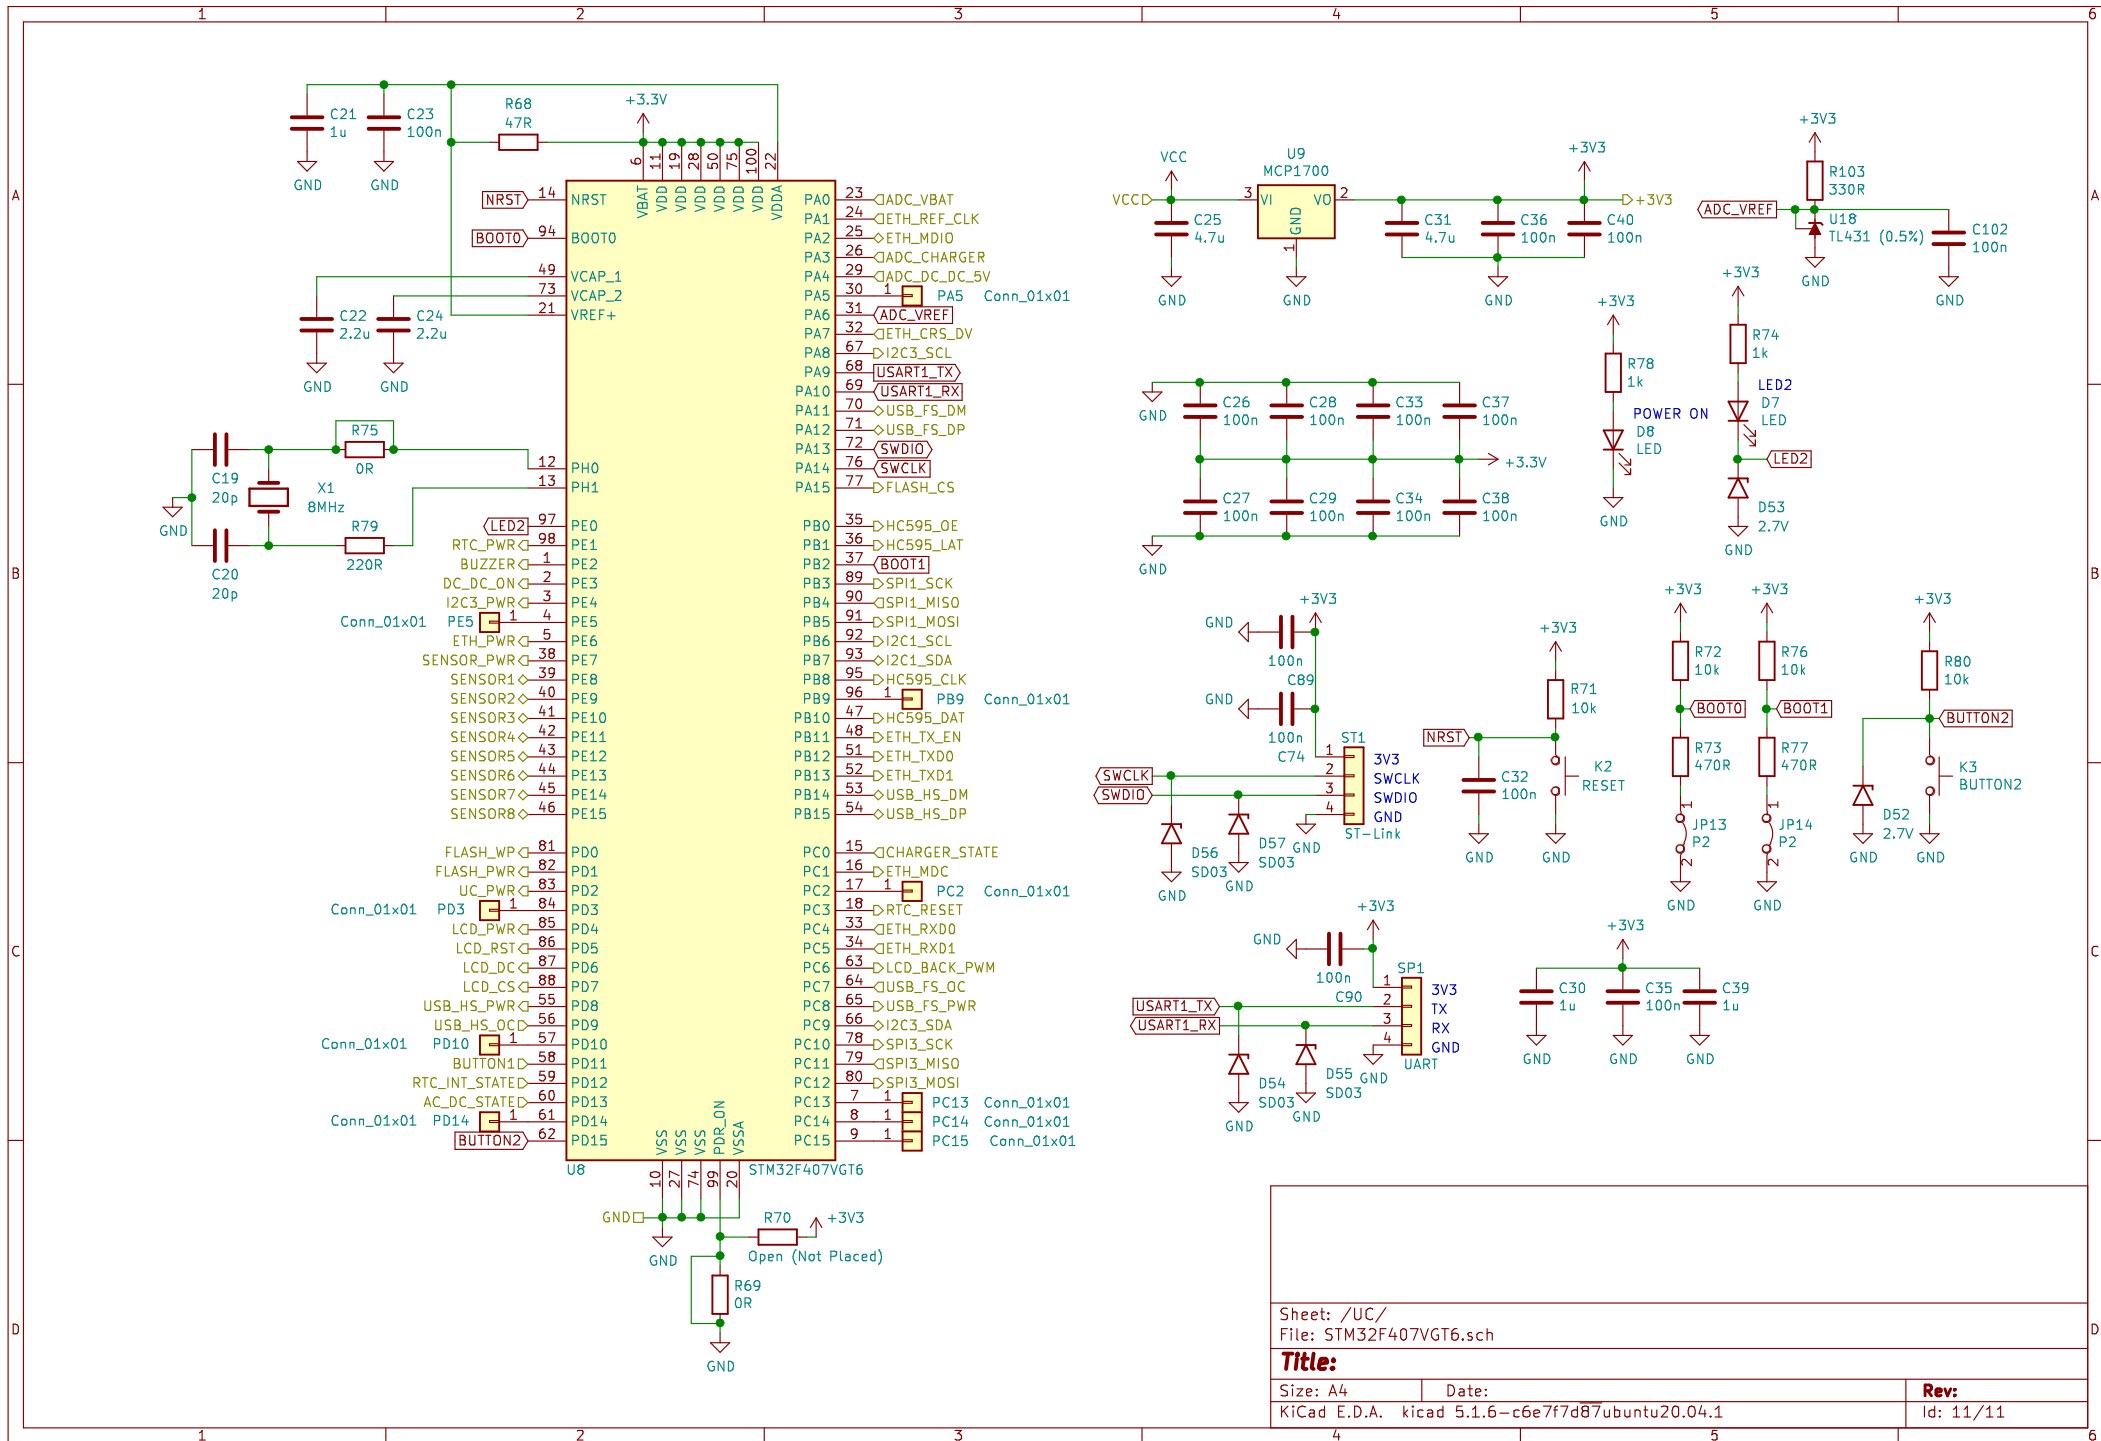 1 2 3 4 5 6
A
B
C
D
A
B
C
D
1 2 3 4 5 6
C21
1u
GND
C23
100n
GND
R68
47R
+3.3V
6 11 19 28 50 75 100 22
VBAT VDD VDD VDD VDD VDD VDD VDDA
NRST 14 NRST
BOOT0 94 BOOT0
49 VCAP_1
73 VCAP_2
21 VREF+
C22
2.2u
GND
C24
2.2u
GND
R75
0R
C19
20p
X1
8MHz
GND
R79
220R
C20
20p
12 PH0
13 PH1
LED2 97 PE0
RTC_PWR 98 PE1
BUZZER 1 PE2
DC_DC_ON 2 PE3
I2C3_PWR 3 PE4
Conn_01x01 PE5 1 4 PE5
ETH_PWR 5 PE6
SENSOR_PWR 38 PE7
SENSOR1 39 PE8
SENSOR2 40 PE9
SENSOR3 41 PE10
SENSOR4 42 PE11
SENSOR5 43 PE12
SENSOR6 44 PE13
SENSOR7 45 PE14
SENSOR8 46 PE15
FLASH_WP 81 PD0
FLASH_PWR 82 PD1
UC_PWR 83 PD2
Conn_01x01 PD3 1 84 PD3
LCD_PWR 85 PD4
LCD_RST 86 PD5
LCD_DC 87 PD6
LCD_CS 88 PD7
USB_HS_PWR 55 PD8
USB_HS_OC 56 PD9
Conn_01x01 PD10 1 57 PD10
BUTTON1 58 PD11
RTC_INT_STATE 59 PD12
AC_DC_STATE 60 PD13
Conn_01x01 PD14 1 61 PD14
BUTTON2 62 PD15
PA0 23 ADC_VBAT
PA1 24 ETH_REF_CLK
PA2 25 ETH_MDIO
PA3 26 ADC_CHARGER
PA4 29 ADC_DC_DC_5V
PA5 30 1 PA5 Conn_01x01
PA6 31 ADC_VREF
PA7 32 ETH_CRS_DV
PA8 67 I2C3_SCL
PA9 68 USART1_TX
PA10 69 USART1_RX
PA11 70 USB_FS_DM
PA12 71 USB_FS_DP
PA13 72 SWDIO
PA14 76 SWCLK
PA15 77 FLASH_CS
PB0 35 HC595_OE
PB1 36 HC595_LAT
PB2 37 BOOT1
PB3 89 SPI1_SCK
PB4 90 SPI1_MISO
PB5 91 SPI1_MOSI
PB6 92 I2C1_SCL
PB7 93 I2C1_SDA
PB8 95 HC595_CLK
PB9 96 1 PB9 Conn_01x01
PB10 47 HC595_DAT
PB11 48 ETH_TX_EN
PB12 51 ETH_TXD0
PB13 52 ETH_TXD1
PB14 53 USB_HS_DM
PB15 54 USB_HS_DP
PC0 15 CHARGER_STATE
PC1 16 ETH_MDC
PC2 17 1 PC2 Conn_01x01
PC3 18 RTC_RESET
PC4 33 ETH_RXD0
PC5 34 ETH_RXD1
PC6 63 LCD_BACK_PWM
PC7 64 USB_FS_OC
PC8 65 USB_FS_PWR
PC9 66 I2C3_SDA
PC10 78 SPI3_SCK
PC11 79 SPI3_MISO
PC12 80 SPI3_MOSI
PC13 7 1 PC13 Conn_01x01
PC14 8 1 PC14 Conn_01x01
PC15 9 1 PC15 Conn_01x01
VSS VSS VSS PDR_ON VSSA
10 27 74 99 20
U8 STM32F407VGT6
GND
GND
R70
+3V3
Open (Not Placed)
R69
0R
GND
VCC
VCC
C25
4.7u
GND
U9
MCP1700
3 VI VO 2
GND
1
GND
C31
4.7u
C36
100n
C40
100n
+3V3
+3V3
GND
+3V3
R103
330R
ADC_VREF
U18
TL431 (0.5%)
GND
C102
100n
GND
GND
C26
100n
C28
100n
C33
100n
C37
100n
+3.3V
C27
100n
C29
100n
C34
100n
C38
100n
GND
+3V3
R78
1k
POWER ON
D8
LED
GND
+3V3
R74
1k
LED2
D7
LED
LED2
D53
2.7V
GND
+3V3
GND
100n
C89
GND
100n
C74
ST1
1 3V3
2 SWCLK
3 SWDIO
4 GND
ST-Link
SWCLK
SWDIO
D56
SD03
GND
D57
SD03
GND
GND
+3V3
R71
10k
NRST
C32
100n
GND
K2
RESET
GND
+3V3
R72
10k
BOOT0
R73
470R
1
JP13
P2
2
GND
+3V3
R76
10k
BOOT1
R77
470R
1
JP14
P2
2
GND
+3V3
R80
10k
BUTTON2
D52
2.7V
GND
K3
BUTTON2
GND
+3V3
GND
100n
C90
SP1
1 3V3
2 TX
3 RX
4 GND
UART
USART1_TX
USART1_RX
D54
SD03
GND
D55
SD03
GND
GND
+3V3
C30
1u
GND
C35
100n
GND
C39
1u
GND
Sheet: /UC/
File: STM32F407VGT6.sch
Title:
Size: A4 Date: Rev:
KiCad E.D.A. kicad 5.1.6-c6e7f7d87ubuntu20.04.1 Id: 11/11